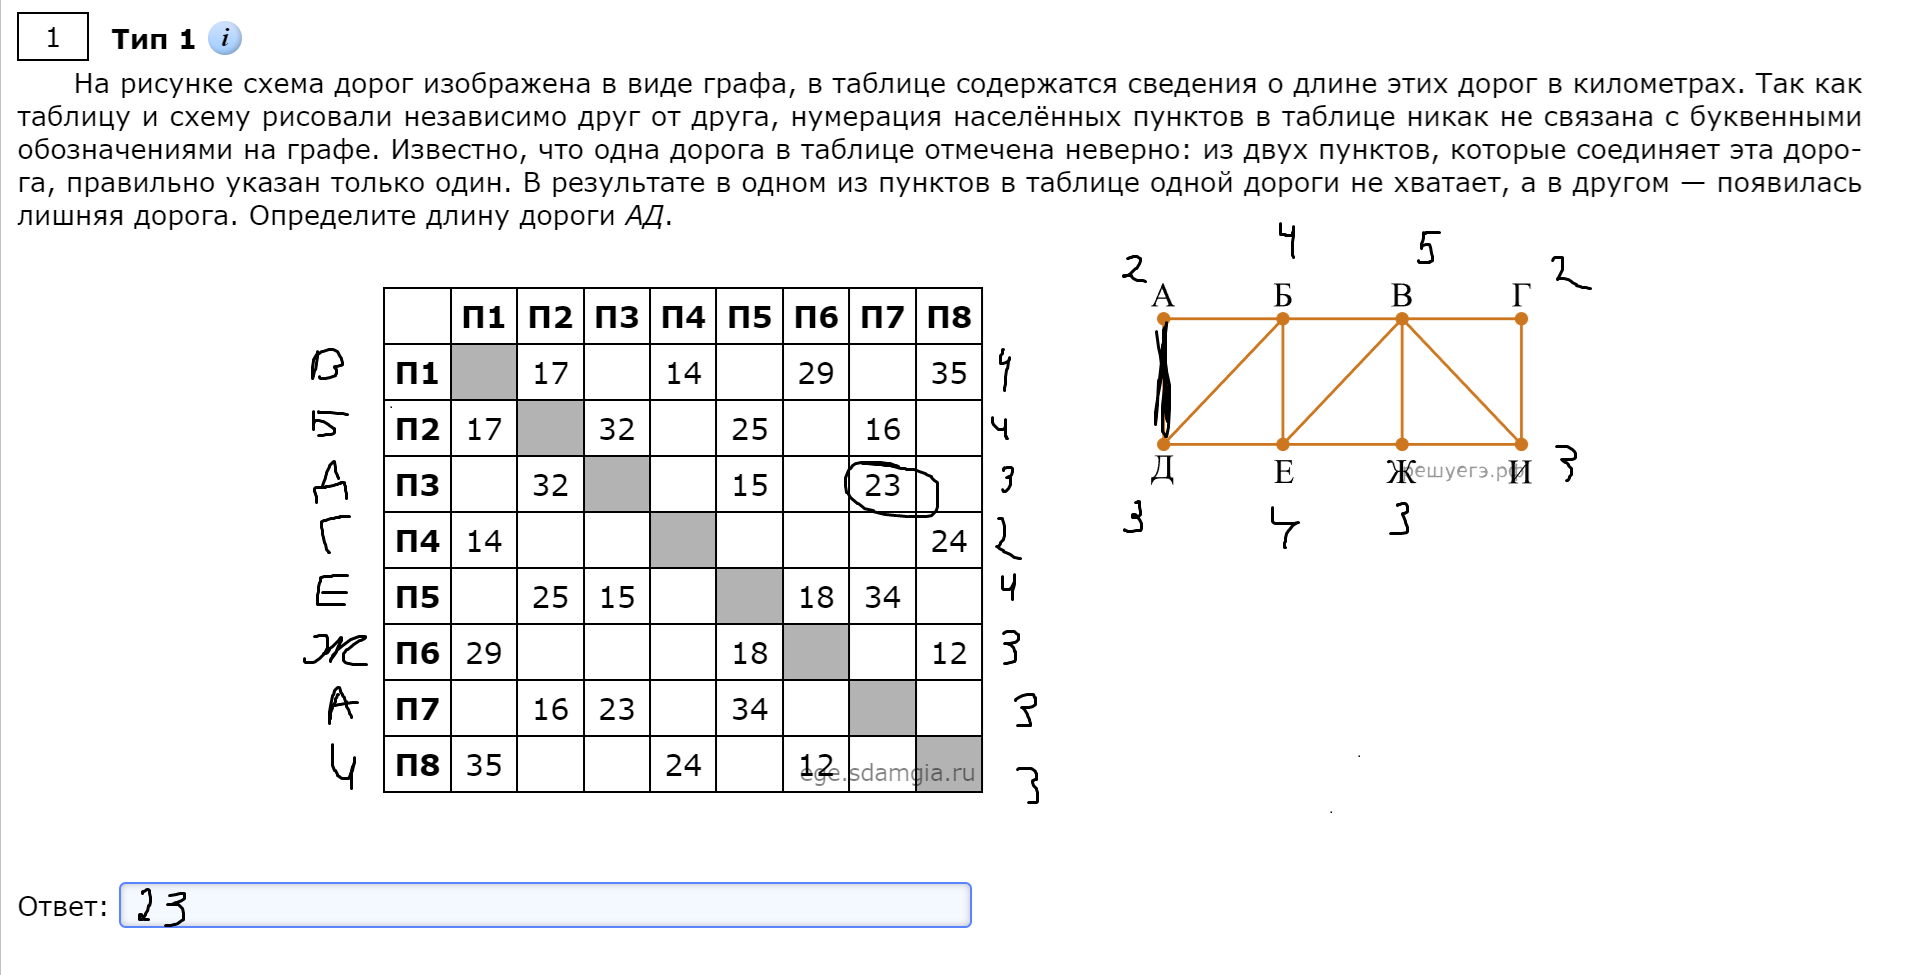 1 Тип 1 i
На рисунке схема дорог изображена в виде графа, в таблице содержатся сведения о длине этих дорог в километрах. Так как
таблицу и схему рисовали независимо друг от друга, нумерация населённых пунктов в таблице никак не связана с буквенными
обозначениями на графе. Известно, что одна дорога в таблице отмечена неверно: из двух пунктов, которые соединяет эта доро-
га, правильно указан только один. В результате в одном из пунктов в таблице одной дороги не хватает, а в другом — появилась
лишняя дорога. Определите длину дороги АД.
П1 П2 П3 П4 П5 П6 П7 П8
В П1 17 14 29 35 4
Б П2 17 32 25 16 4
Д П3 32 15 23 3
Г П4 14 24 2
Е П5 25 15 18 34 4
Ж П6 29 18 12 3
А П7 16 23 34 3
И П8 35 24 12 3
ege.sdamgia.ru
2 4 5 2
А Б В Г
Д Е Ж И
решуегэ.рф
3 4 3 3
Ответ: 23